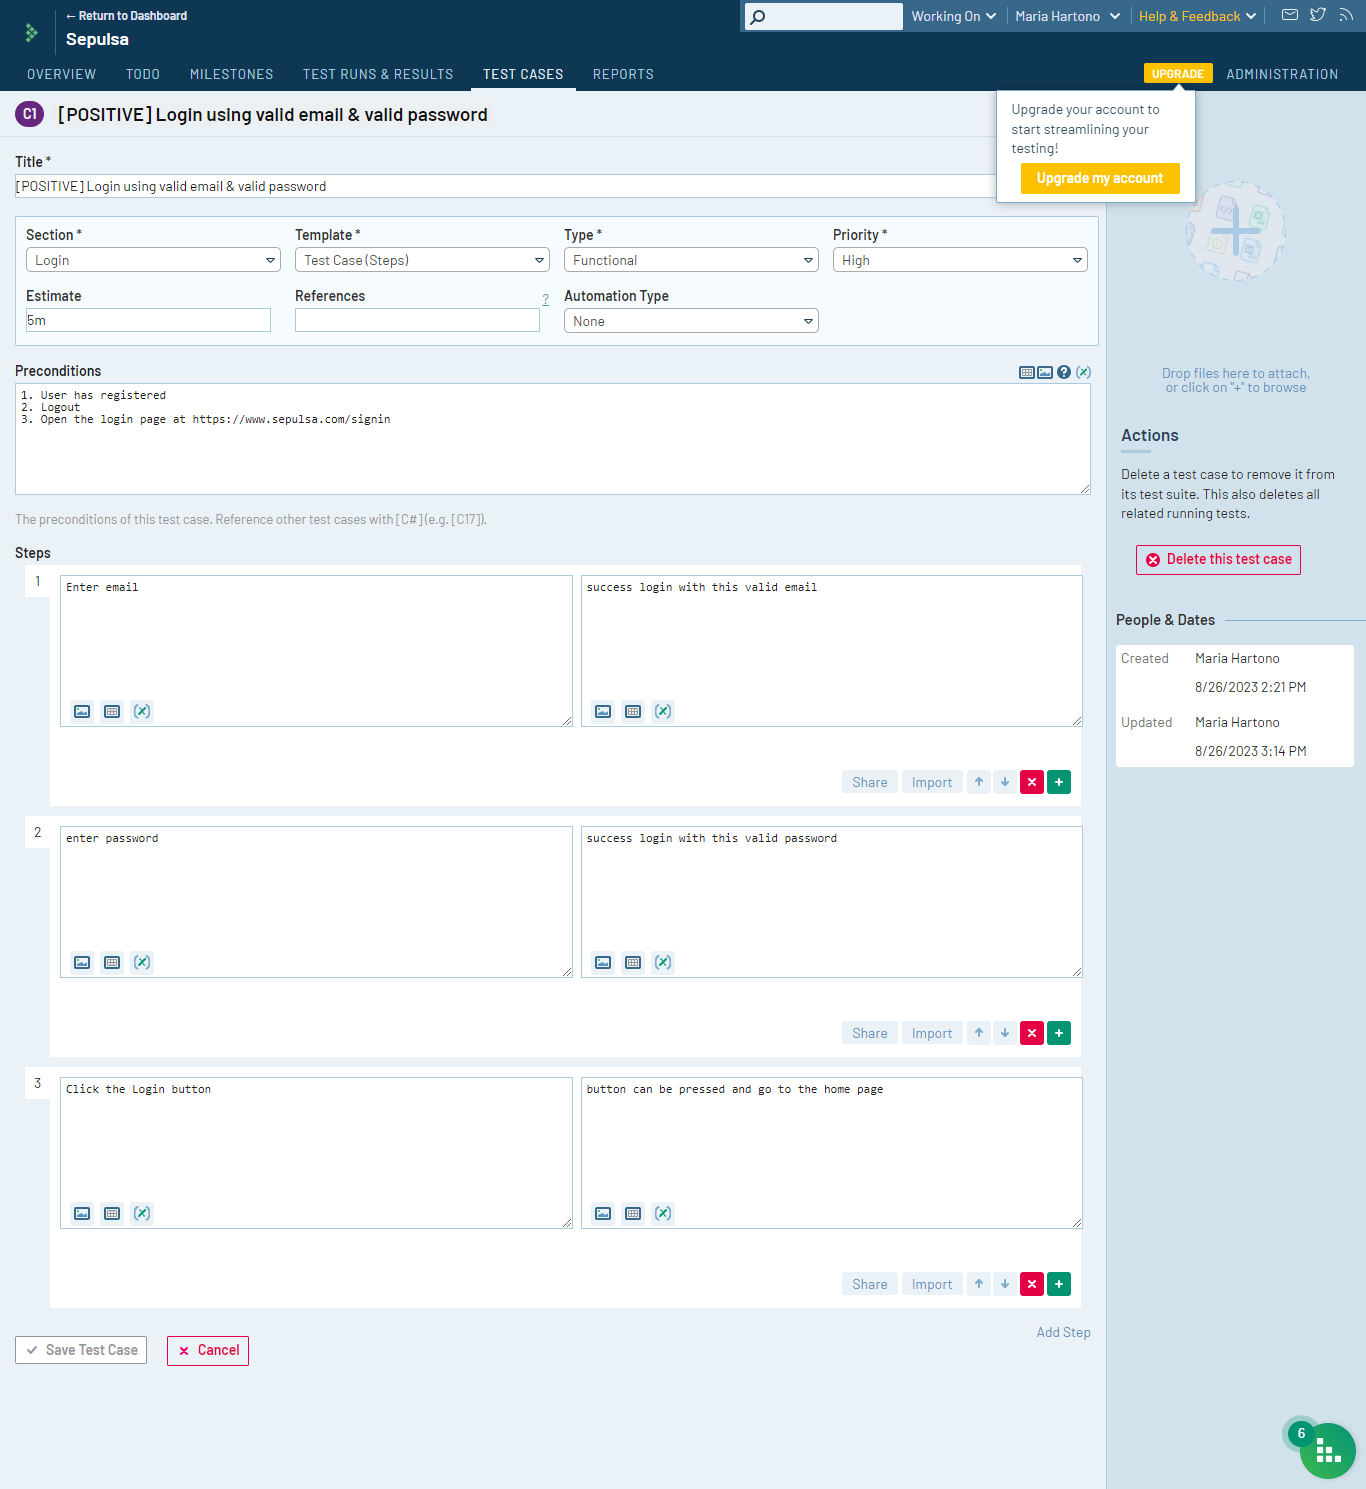 ← Return to Dashboard
Sepulsa
Working On
Maria Hartono
Help & Feedback
OVERVIEW
TODO
MILESTONES
TEST RUNS & RESULTS
TEST CASES
REPORTS
UPGRADE
ADMINISTRATION
C1
[POSITIVE] Login using valid email & valid password
Upgrade your account to
start streamlining your
testing!
Upgrade my account
Title *
[POSITIVE] Login using valid email & valid password
Section *
Template *
Type *
Priority *
Login
Test Case (Steps)
Functional
High
Estimate
References
?
Automation Type
5m
None
Preconditions
1. User has registered
2. Logout
3. Open the login page at https://www.sepulsa.com/signin
The preconditions of this test case. Reference other test cases with [C#] (e.g. [C17]).
Steps
1
Enter email
success login with this valid email
Share
Import
2
enter password
success login with this valid password
Share
Import
3
Click the Login button
button can be pressed and go to the home page
Share
Import
Add Step
Save Test Case
Cancel
Drop files here to attach,
or click on "+" to browse
Actions
Delete a test case to remove it from
its test suite. This also deletes all
related running tests.
Delete this test case
People & Dates
Created
Maria Hartono
8/26/2023 2:21 PM
Updated
Maria Hartono
8/26/2023 3:14 PM
6